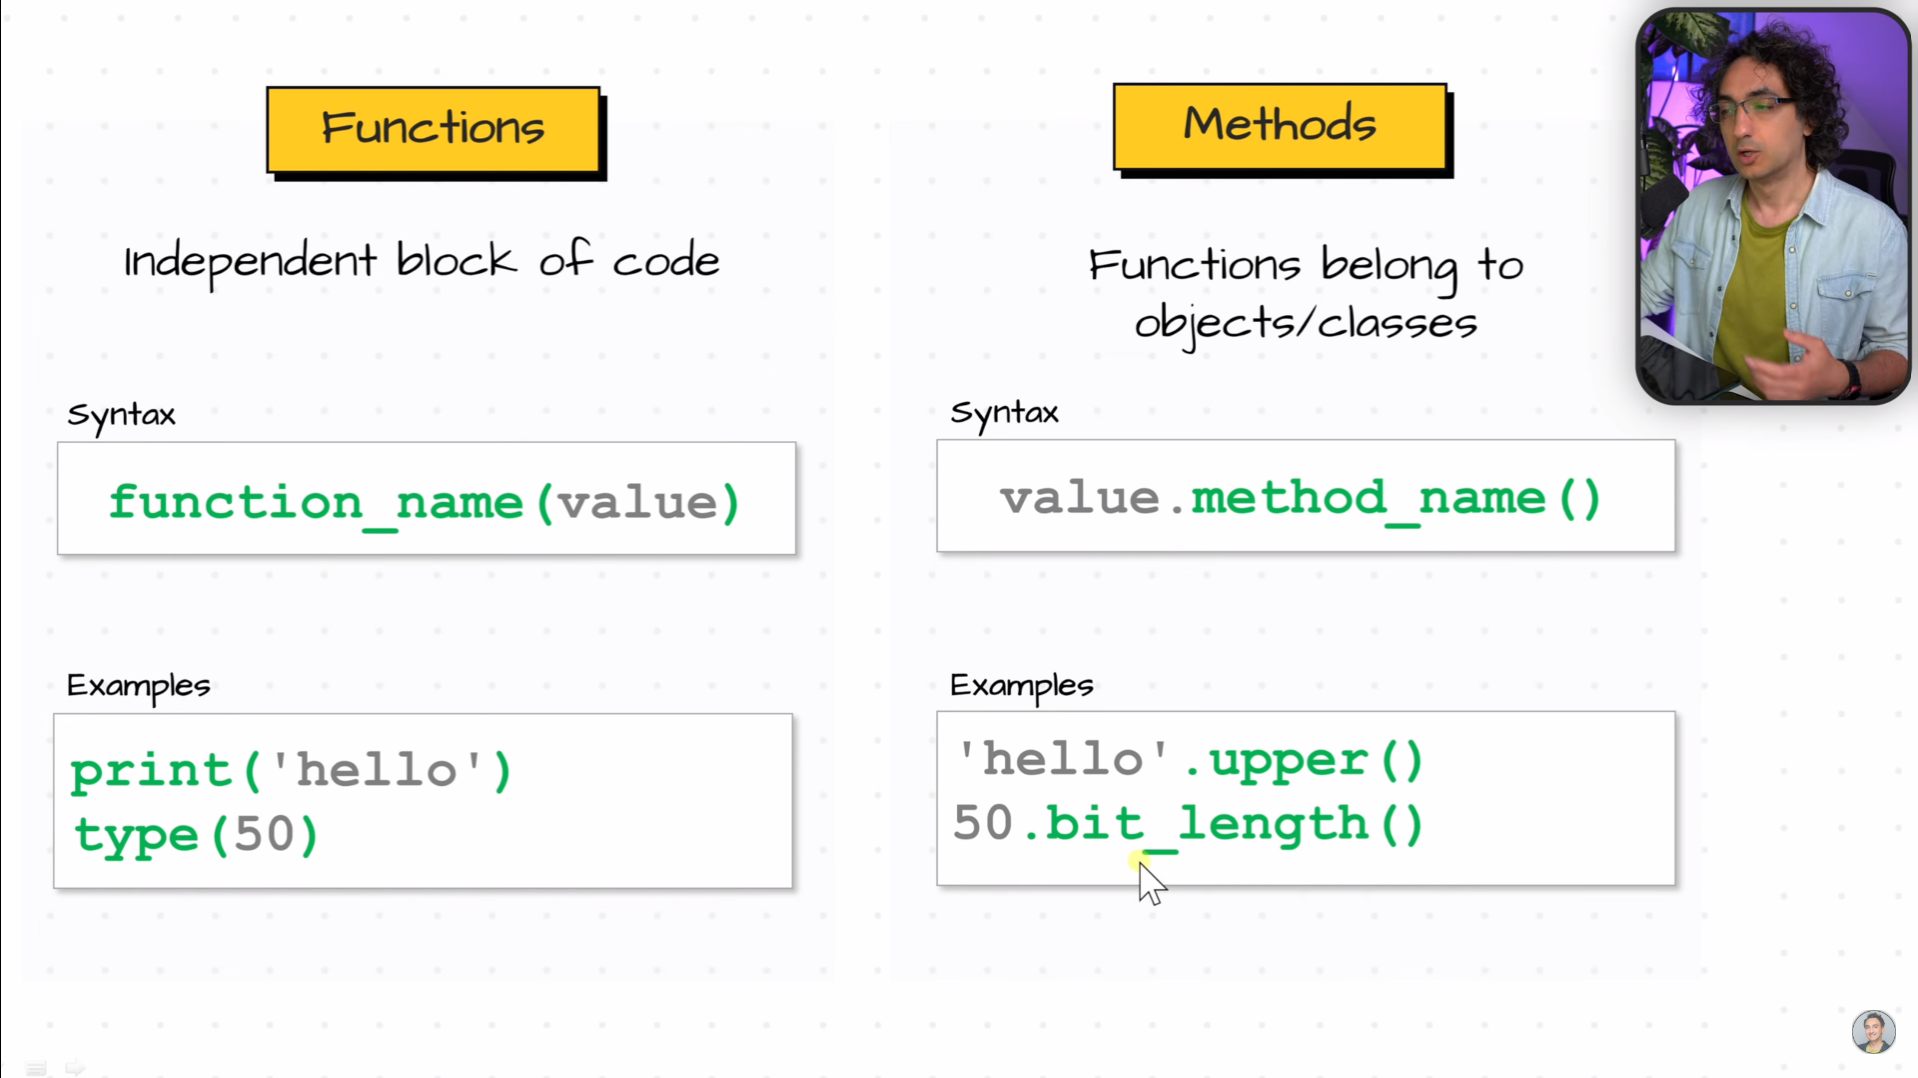 Functions
Independent block of code
Syntax
function_name(value)
Examples
print('hello')
type(50)
Methods
Functions belong to
objects/classes
Syntax
value.method_name()
Examples
'hello'.upper()
50.bit_length()